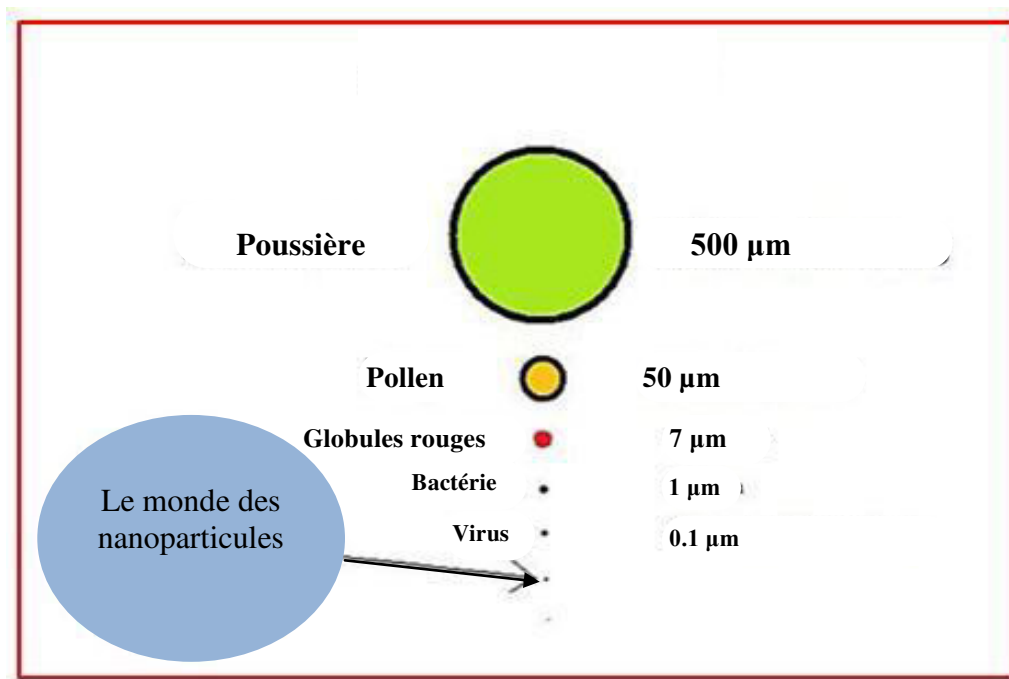 Poussière 500 µm
Pollen 50 µm
Globules rouges 7 µm
Bactérie 1 µm
Virus 0.1 µm
Le monde des
nanoparticules